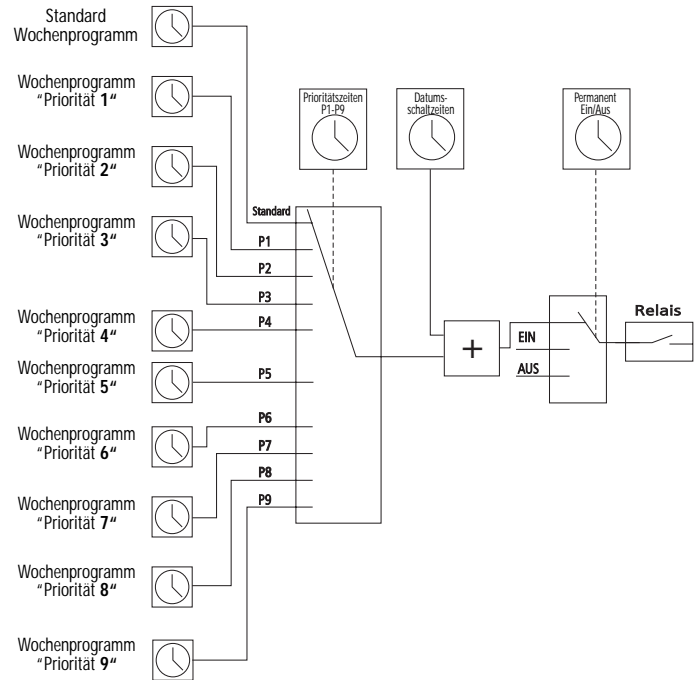 Standard
Wochenprogramm
Wochenprogramm
“Priorität 1“
Wochenprogramm
“Priorität 2“
Wochenprogramm
“Priorität 3“
Wochenprogramm
“Priorität 4“
Wochenprogramm
“Priorität 5“
Wochenprogramm
“Priorität 6“
Wochenprogramm
“Priorität 7“
Wochenprogramm
“Priorität 8“
Wochenprogramm
“Priorität 9“
Standard
P1
P2
P3
P4
P5
P6
P7
P8
P9
Prioritätszeiten
P1-P9
Datums-
schaltzeiten
+
Permanent
Ein/Aus
EIN
AUS
Relais